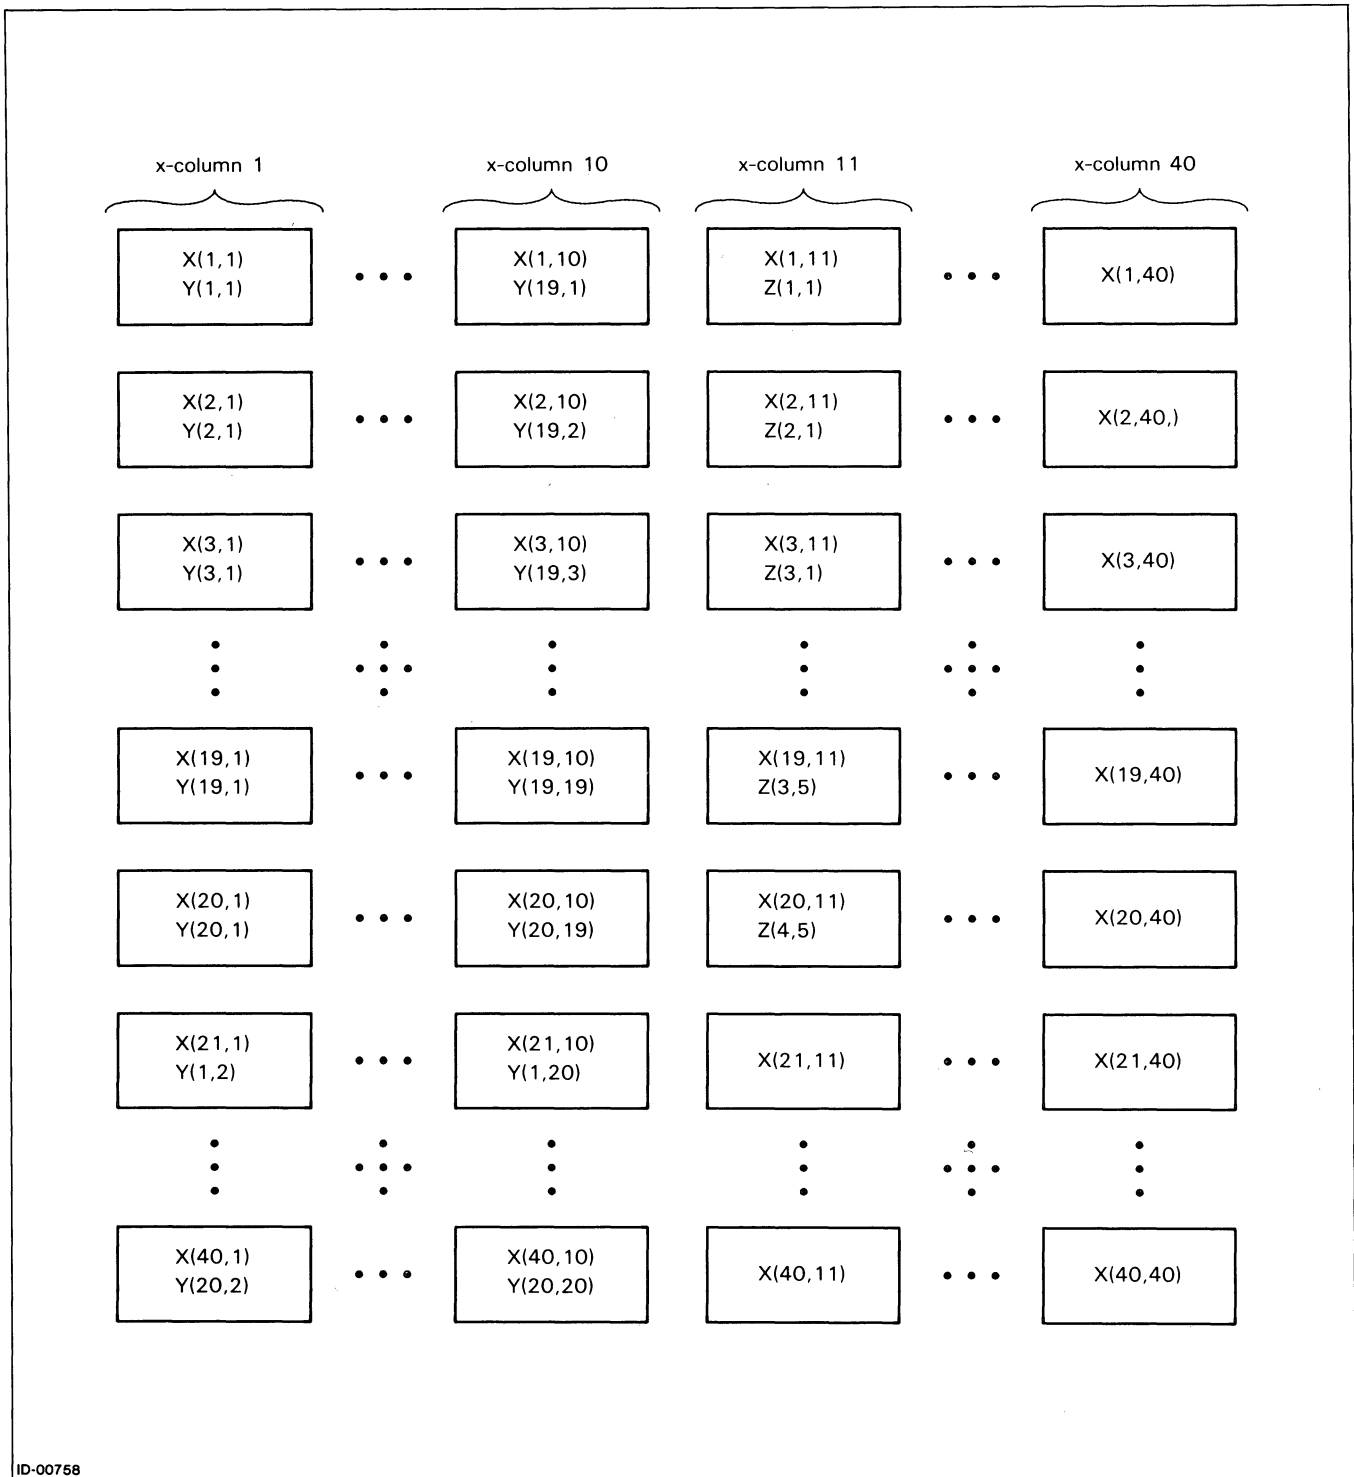 x-column 1 x-column 10 x-column 11 x-column 40
X(1,1) X(1,10) X(1,11) X(1,40)
Y(1,1) Y(19,1) Z(1,1)
X(2,1) X(2,10) X(2,11) X(2,40,)
Y(2,1) Y(19,2) Z(2,1)
X(3,1) X(3,10) X(3,11) X(3,40)
Y(3,1) Y(19,3) Z(3,1)
X(19,1) X(19,10) X(19,11) X(19,40)
Y(19,1) Y(19,19) Z(3,5)
X(20,1) X(20,10) X(20,11) X(20,40)
Y(20,1) Y(20,19) Z(4,5)
X(21,1) X(21,10) X(21,11) X(21,40)
Y(1,2) Y(1,20)
X(40,1) X(40,10) X(40,11) X(40,40)
Y(20,2) Y(20,20)
ID-00758